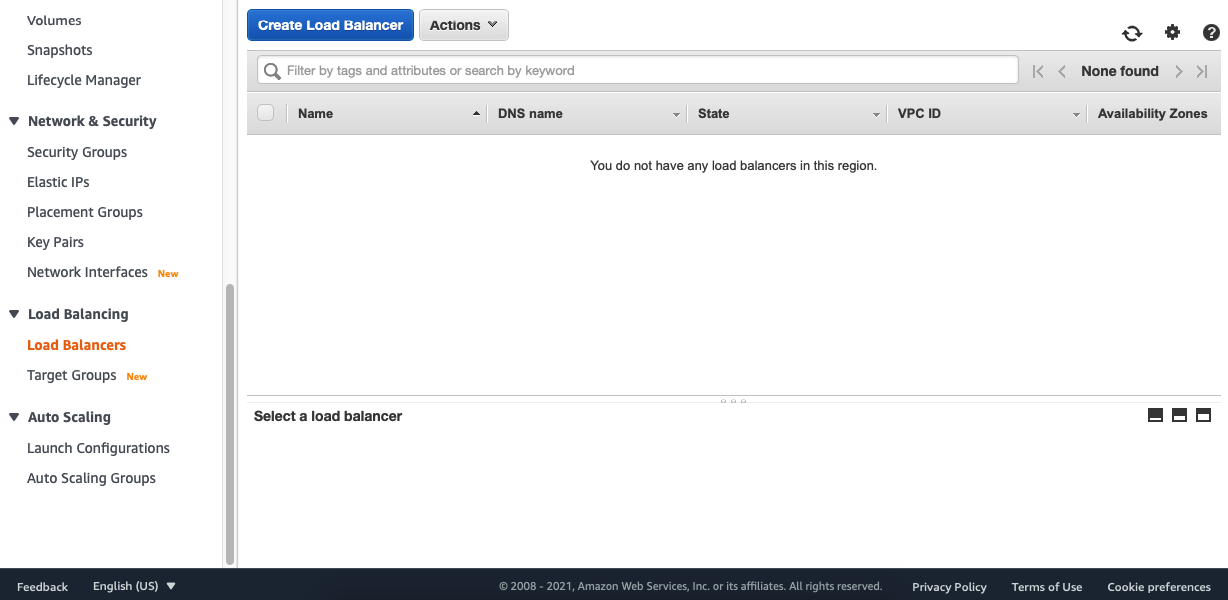 Volumes
Snapshots
Lifecycle Manager
Network & Security
Security Groups
Elastic IPs
Placement Groups
Key Pairs
Network Interfaces New
Load Balancing
Load Balancers
Target Groups New
Auto Scaling
Launch Configurations
Auto Scaling Groups
Create Load Balancer Actions
Filter by tags and attributes or search by keyword None found
Name DNS name State VPC ID Availability Zones
You do not have any load balancers in this region.
Select a load balancer
Feedback English (US) © 2008 - 2021, Amazon Web Services, Inc. or its affiliates. All rights reserved. Privacy Policy Terms of Use Cookie preferences